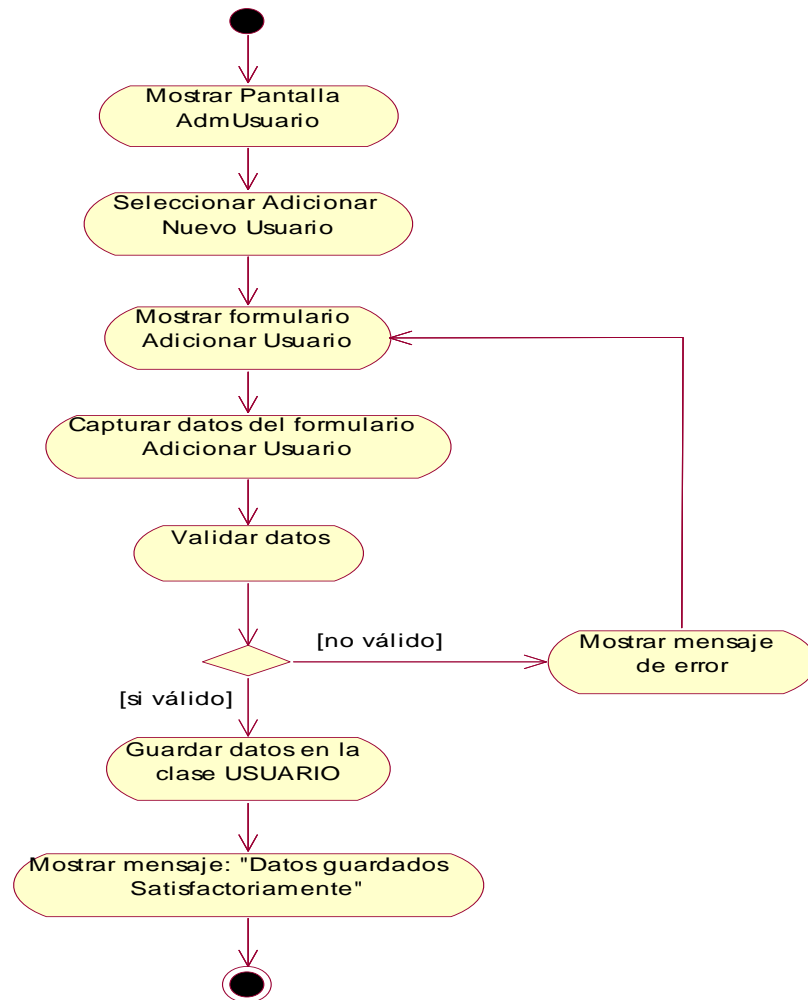 Mostrar Pantalla
AdmUsuario
Seleccionar Adicionar
Nuevo Usuario
Mostrar formulario
Adicionar Usuario
Capturar datos del formulario
Adicionar Usuario
Validar datos
[no válido]
Mostrar mensaje
de error
[si válido]
Guardar datos en la
clase USUARIO
Mostrar mensaje: "Datos guardados
Satisfactoriamente"